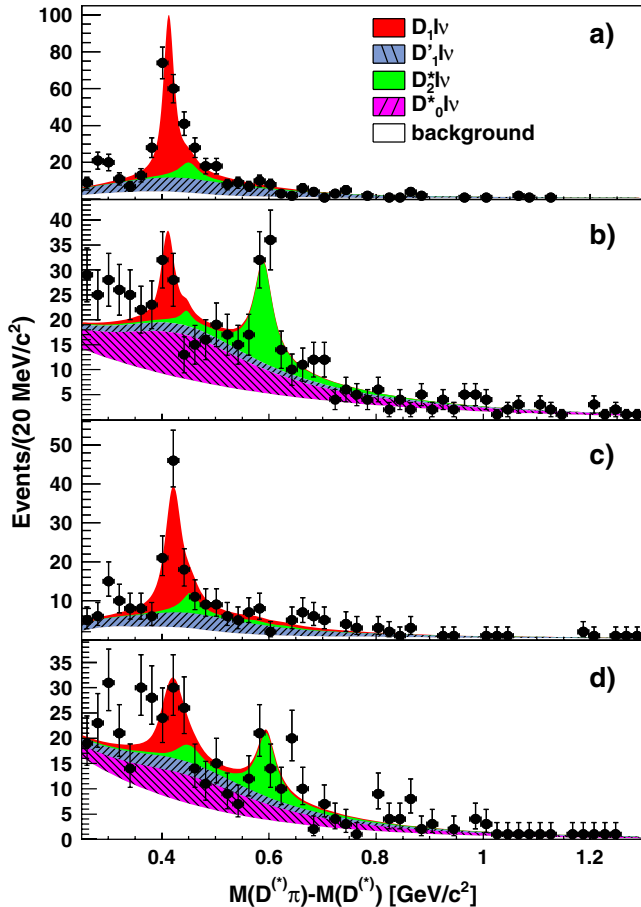 D₁lν
D'₁lν
D*₂lν
D*₀lν
background
a)
100
80
60
40
20
b)
40
35
30
25
20
15
10
5
c)
50
40
30
20
10
d)
35
30
25
20
15
10
5
0
0.4
0.6
0.8
1
1.2
Events/(20 MeV/c²)
M(D⁽*⁾π)-M(D⁽*⁾) [GeV/c²]